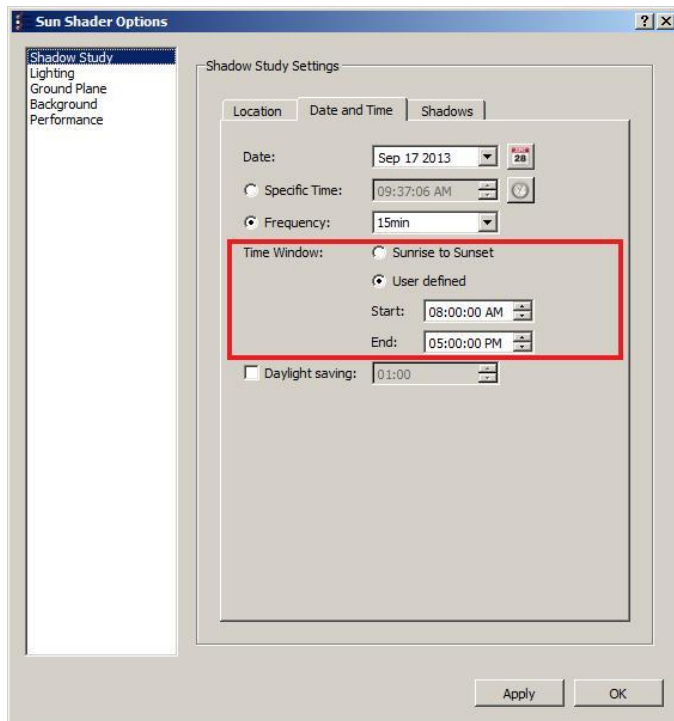 Sun Shader Options
Shadow Study
Lighting
Ground Plane
Background
Performance
Shadow Study Settings
Location Date and Time Shadows
Date: Sep 17 2013 28
Specific Time: 09:37:06 AM
Frequency: 15min
Time Window: Sunrise to Sunset
User defined
Start: 08:00:00 AM
End: 05:00:00 PM
Daylight saving: 01:00
Apply OK